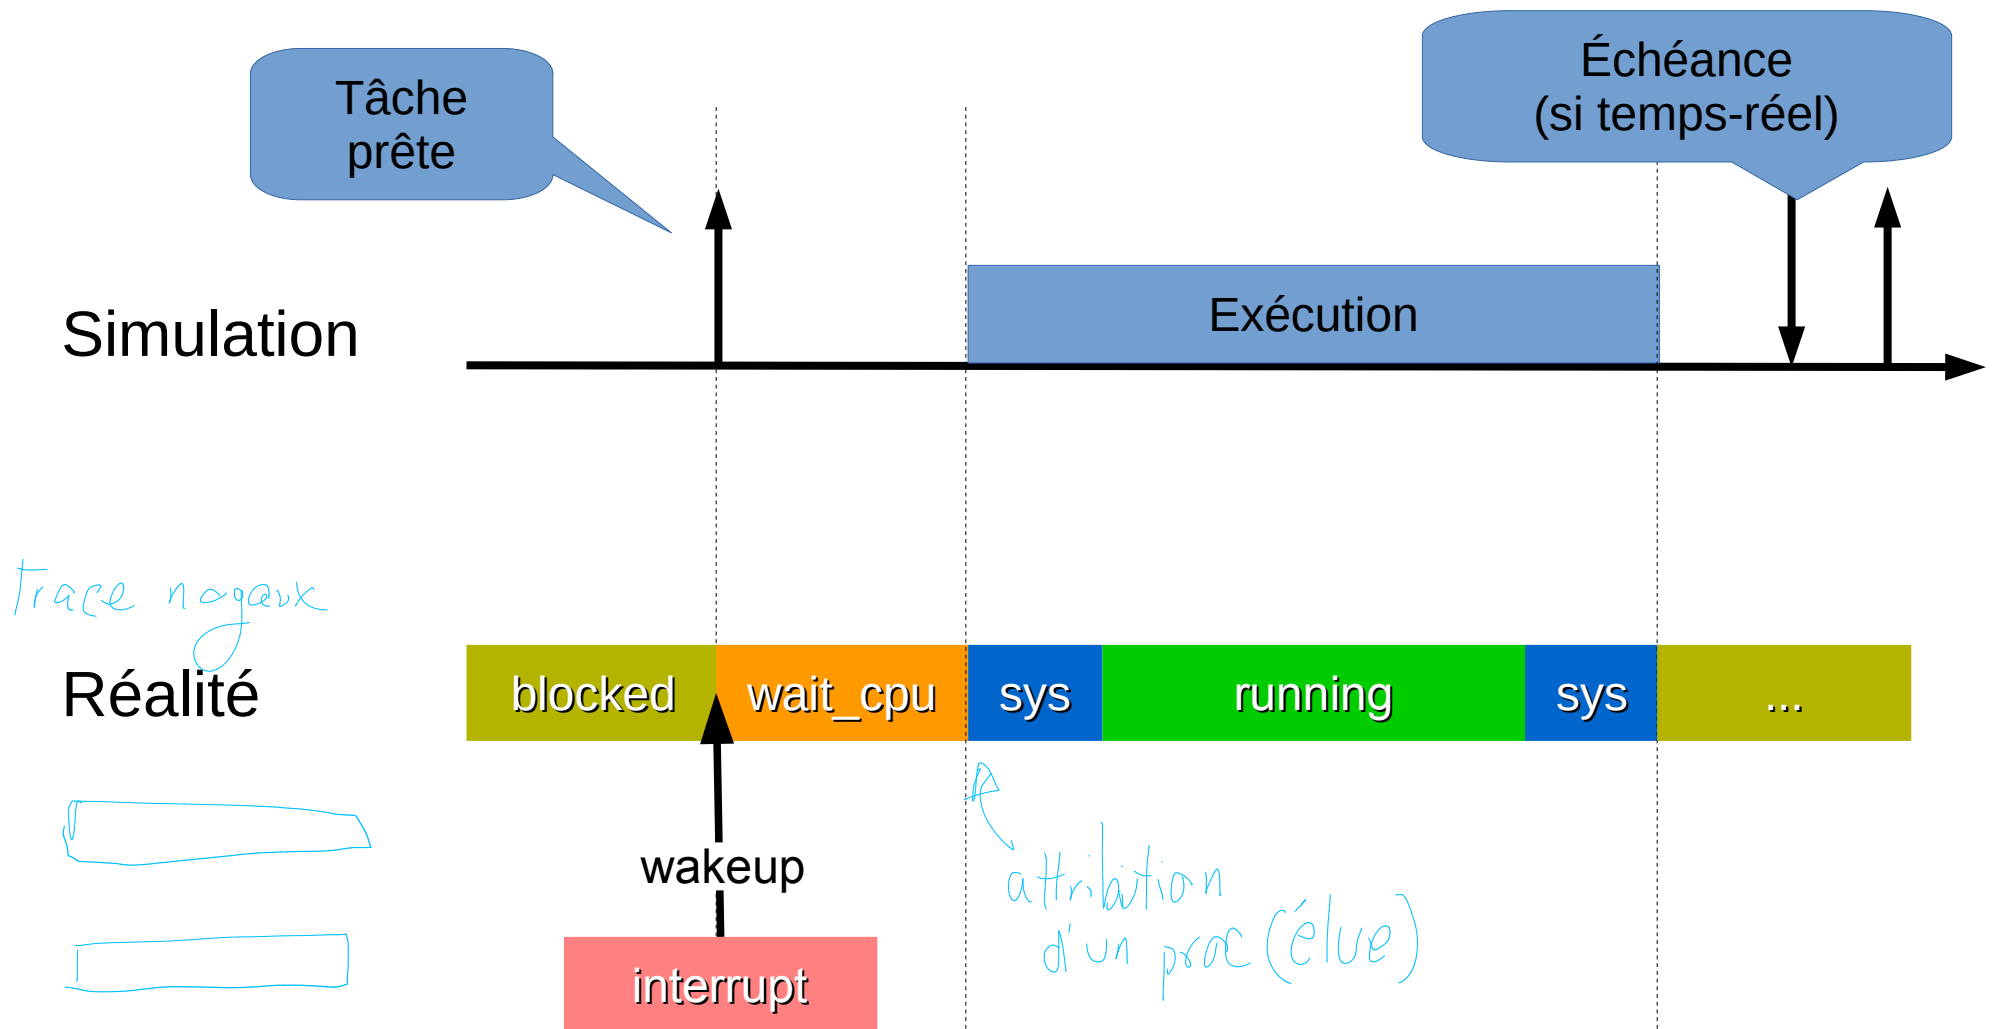 Tâche
prête
Échéance
(si temps-réel)
Simulation
Exécution
Trace noyaux
Réalité
blocked wait_cpu sys running sys ...
wakeup
attribution
d'un proc (élue)
interrupt